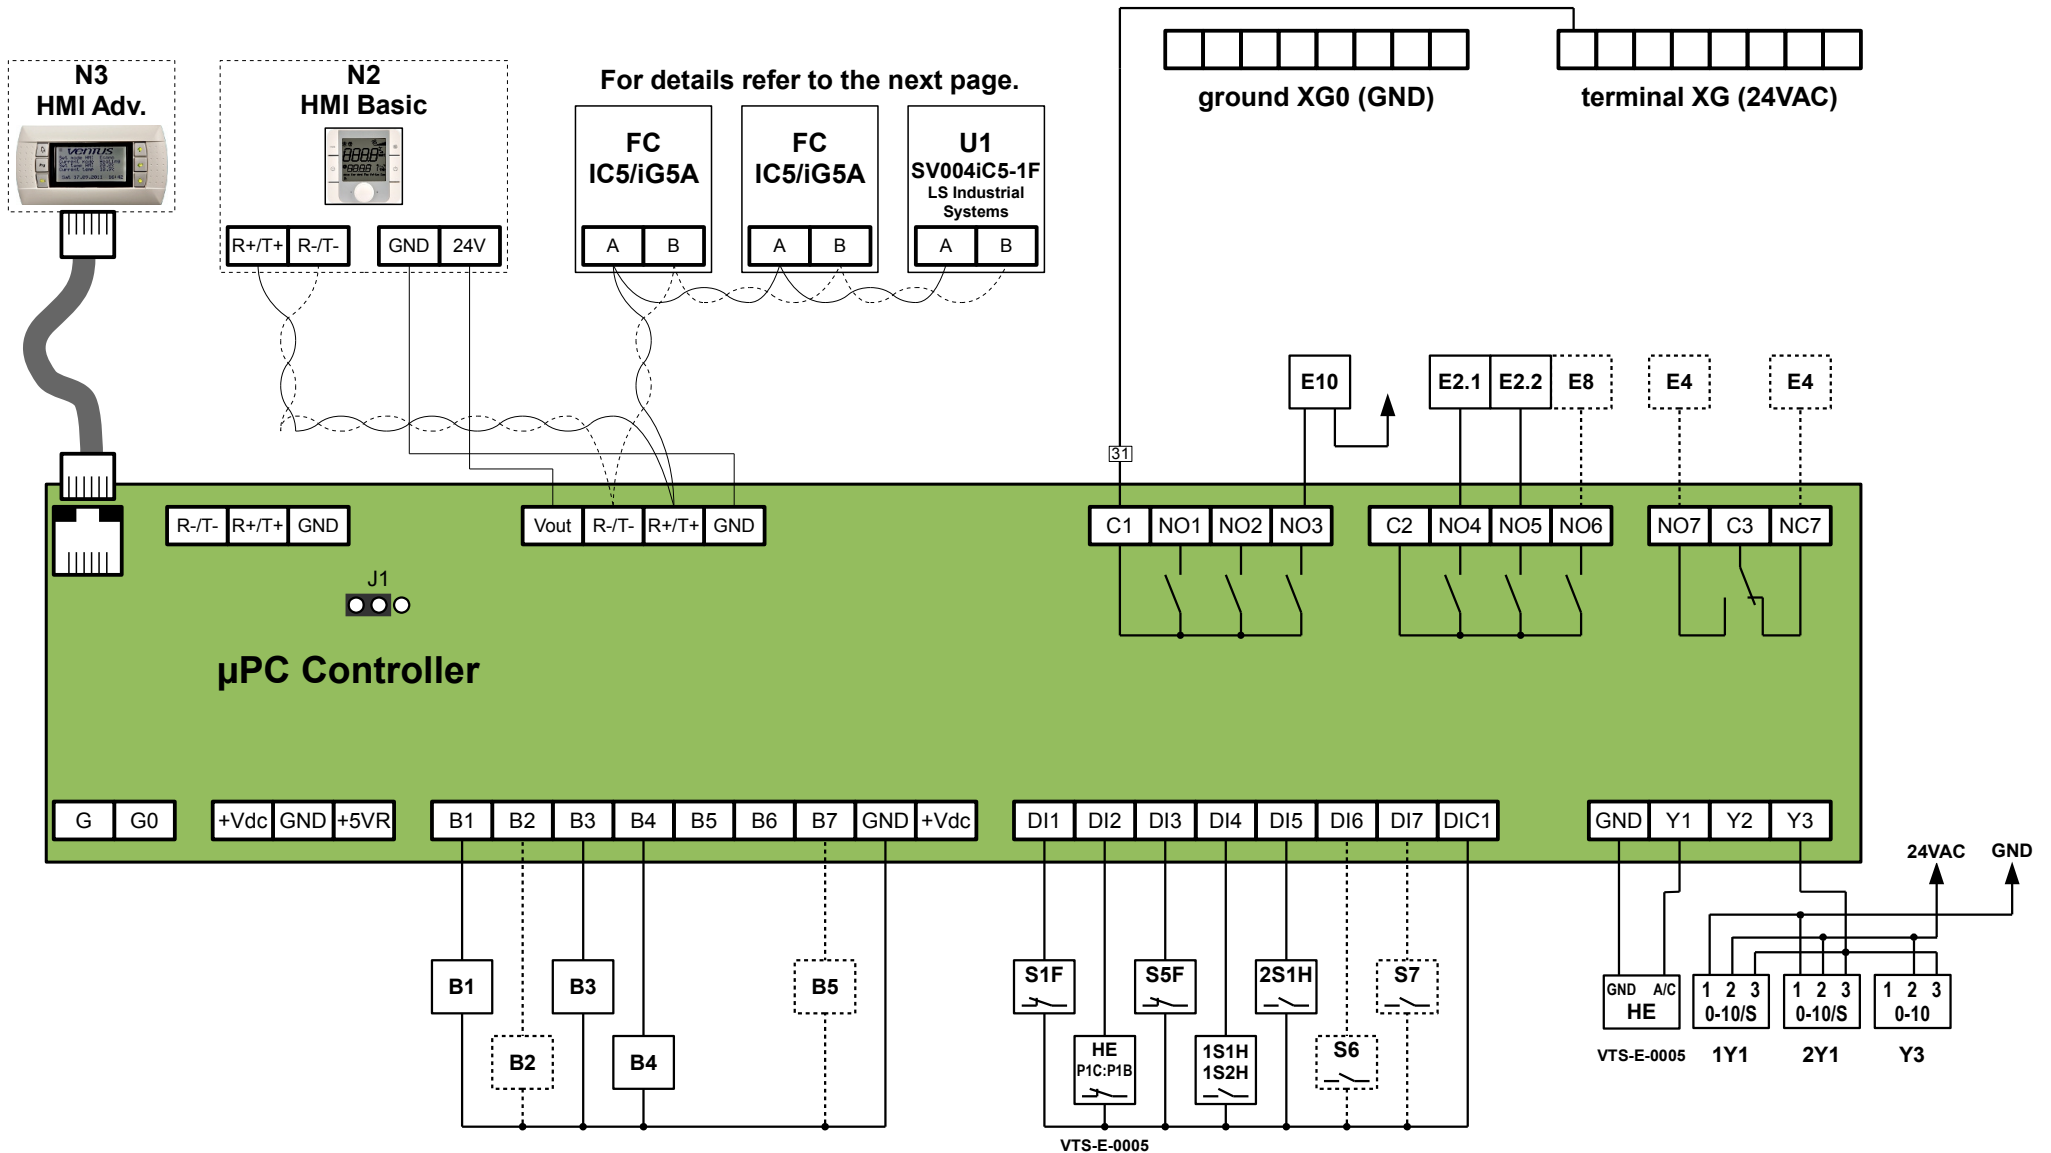 N3
HMI Adv.
ventus
N2
HMI Basic
R+/T+ R-/T- GND 24V
For details refer to the next page.
FC
IC5/iG5A
A B
FC
IC5/iG5A
A B
U1
SV004iC5-1F
LS Industrial
Systems
A B
ground XG0 (GND)
terminal XG (24VAC)
31
E10
E2.1 E2.2 E8
E4 E4
R-/T- R+/T+ GND
Vout R-/T- R+/T+ GND
C1 NO1 NO2 NO3
C2 NO4 NO5 NO6
NO7 C3 NC7
J1
µPC Controller
G G0
+Vdc GND +5VR
B1 B2 B3 B4 B5 B6 B7 GND +Vdc
DI1 DI2 DI3 DI4 DI5 DI6 DI7 DIC1
GND Y1 Y2 Y3
24VAC GND
B1 B3 B5
B2 B4
S1F S5F 2S1H S7
HE
P1C:P1B
1S1H
1S2H
S6
VTS-E-0005
GND A/C
HE
VTS-E-0005
1 2 3
0-10/S
1Y1
1 2 3
0-10/S
2Y1
1 2 3
0-10
Y3